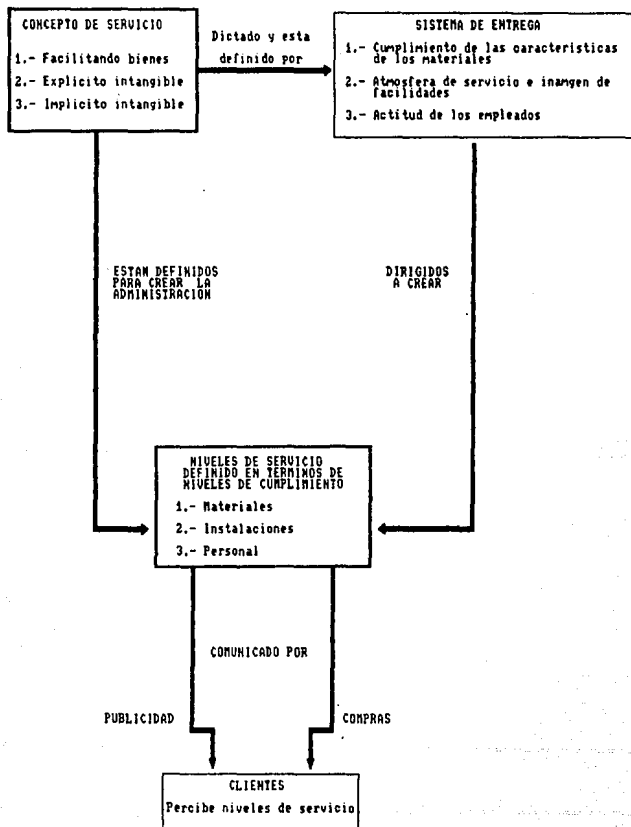 CONCEPTO DE SERVICIO
1.- Facilitando bienes
2.- Explicito intangible
3.- Implicito intangible
Dictado y esta
definido por
SISTEMA DE ENTREGA
1.- Cumplimiento de las caracteristicas
de los materiales
2.- Atmosfera de servicio e inamgen de
facilidades
3.- Actitud de los empleados
ESTAN DEFINIDOS
PARA CREAR LA
ADMINISTRACION
DIRIGIDOS
A CREAR
NIVELES DE SERVICIO
DEFINIDO EN TERMINOS DE
NIVELES DE CUMPLIMIENTO
1.- Materiales
2.- Instalaciones
3.- Personal
COMUNICADO POR
PUBLICIDAD
COMPRAS
CLIENTES
Percibe niveles de servicio